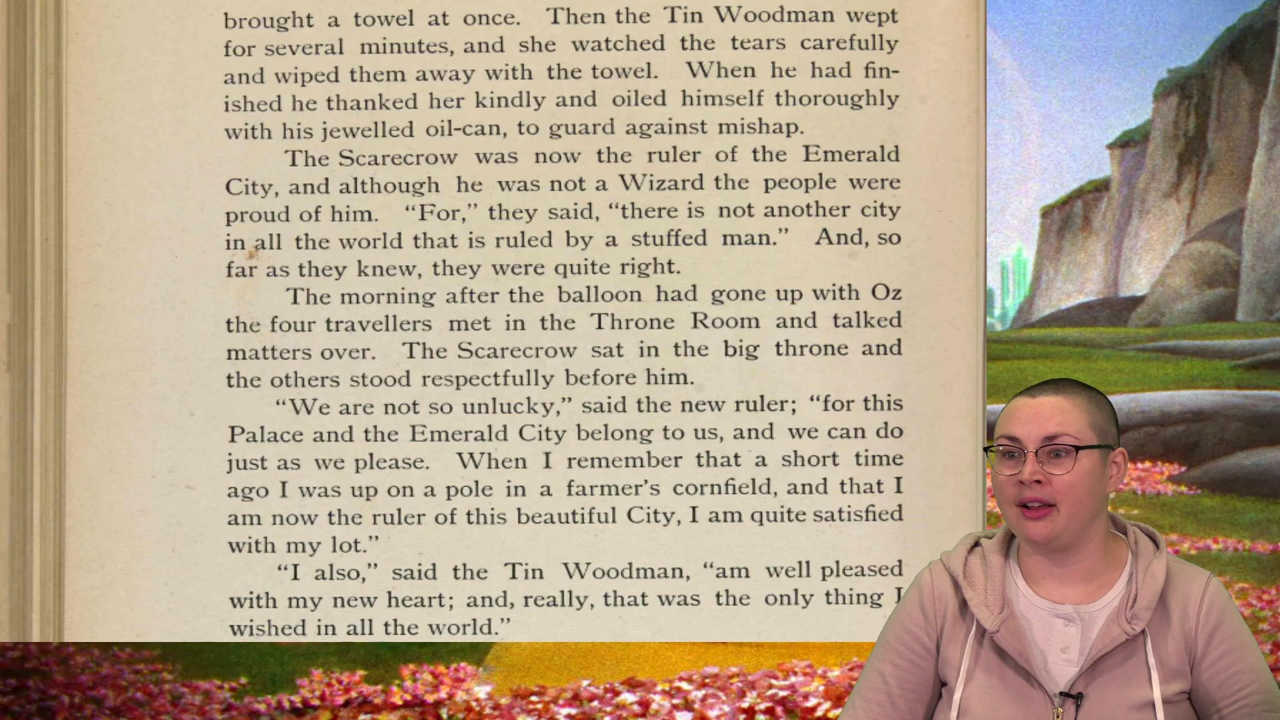 brought a towel at once. Then the Tin Woodman wept
for several minutes, and she watched the tears carefully
and wiped them away with the towel. When he had fin-
ished he thanked her kindly and oiled himself thoroughly
with his jewelled oil-can, to guard against mishap.
The Scarecrow was now the ruler of the Emerald
City, and although he was not a Wizard the people were
proud of him. “For,” they said, “there is not another city
in all the world that is ruled by a stuffed man.” And, so
far as they knew, they were quite right.
The morning after the balloon had gone up with Oz
the four travellers met in the Throne Room and talked
matters over. The Scarecrow sat in the big throne and
the others stood respectfully before him.
“We are not so unlucky,” said the new ruler; “for this
Palace and the Emerald City belong to us, and we can do
just as we please. When I remember that a short time
ago I was up on a pole in a farmer’s cornfield, and that I
am now the ruler of this beautiful City, I am quite satisfied
with my lot.”
“I also,” said the Tin Woodman, “am well pleased
with my new heart; and, really, that was the only thing I
wished in all the world.”